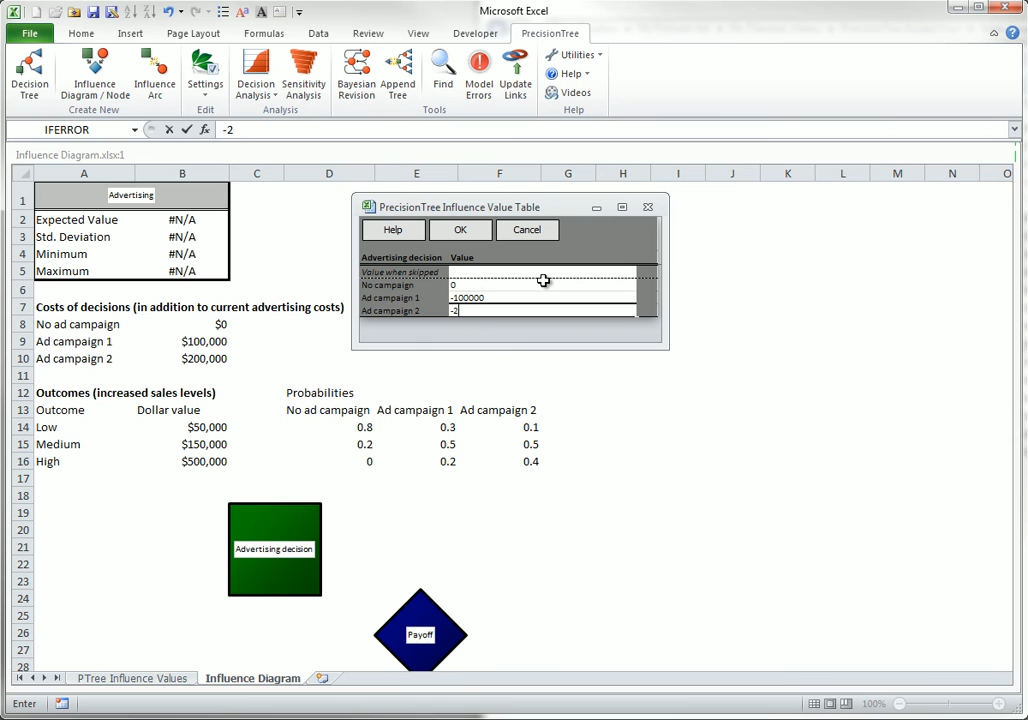 Microsoft Excel
File Home Insert Page Layout Formulas Data Review View Developer PrecisionTree
Decision Tree
Influence Diagram / Node
Influence Arc
Settings
Decision Analysis
Sensitivity Analysis
Bayesian Revision
Append Tree
Find
Model Errors
Update Links
Utilities
Help
Videos
Create New Edit Analysis Tools Help
IFERROR -2
Influence Diagram.xlsx:1
A B C D E F G H I J K L M N O
1 Advertising
2 Expected Value #N/A
3 Std. Deviation #N/A
4 Minimum #N/A
5 Maximum #N/A
6
7 Costs of decisions (in addition to current advertising costs)
8 No ad campaign $0
9 Ad campaign 1 $100,000
10 Ad campaign 2 $200,000
11
12 Outcomes (increased sales levels) Probabilities
13 Outcome Dollar value No ad campaign Ad campaign 1 Ad campaign 2
14 Low $50,000 0.8 0.3 0.1
15 Medium $150,000 0.2 0.5 0.5
16 High $500,000 0 0.2 0.4
17
18
19
20
21
22
23
24
25
26
27
28
PrecisionTree Influence Value Table
Help OK Cancel
Advertising decision Value
Value when skipped
No campaign 0
Ad campaign 1 -100000
Ad campaign 2 -2
Advertising decision
Payoff
PTree Influence Values Influence Diagram
Enter 100%